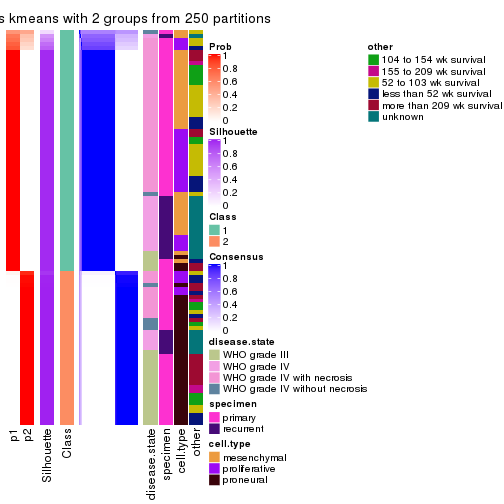 s kmeans with 2 groups from 250 partitions
Prob
1
0.8
0.6
0.4
0.2
0
Silhouette
1
0.8
0.6
0.4
0.2
0
Class
1
2
Consensus
1
0.8
0.6
0.4
0.2
0
disease.state
WHO grade III
WHO grade IV
WHO grade IV with necrosis
WHO grade IV without necrosis
specimen
primary
recurrent
cell.type
mesenchymal
proliferative
proneural
other
104 to 154 wk survival
155 to 209 wk survival
52 to 103 wk survival
less than 52 wk survival
more than 209 wk survival
unknown
p1
p2
Silhouette
Class
disease.state
specimen
cell.type
other